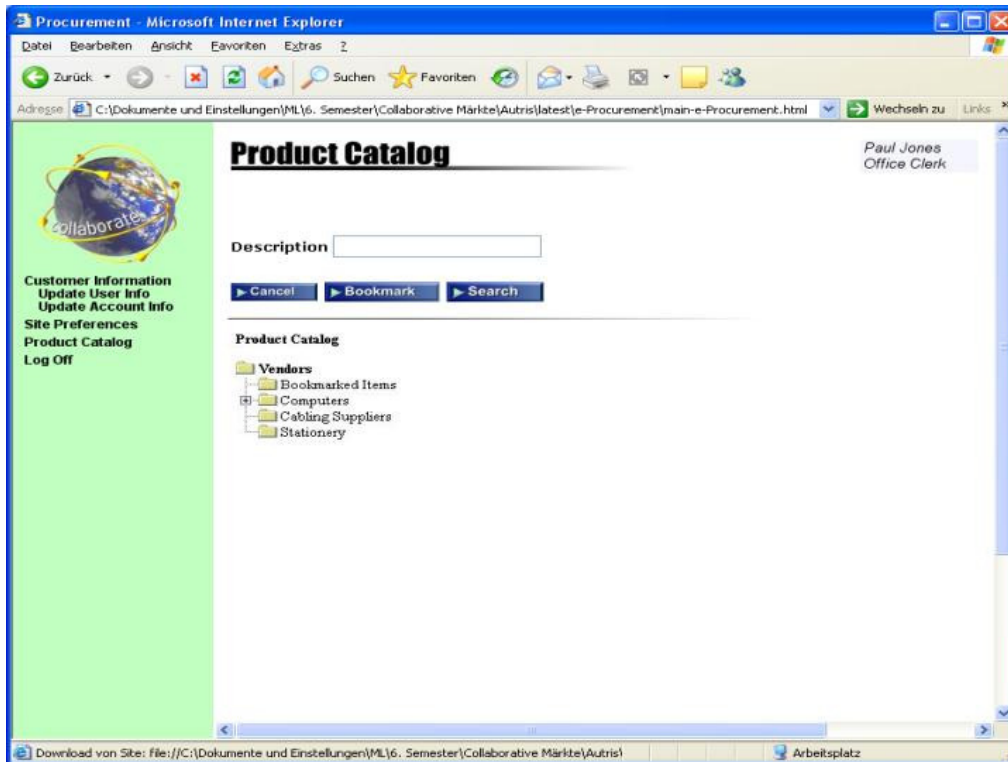 Procurement - Microsoft Internet Explorer
Datei Bearbeiten Ansicht Favoriten Extras ?
Zurück Suchen Favoriten
Adresse C:\Dokumente und Einstellungen\ML\6. Semester\Collaborative Märkte\Autris\latest\e-Procurement\main-e-Procurement.html Wechseln zu Links »
collaborate
Customer Information
Update User Info
Update Account Info
Site Preferences
Product Catalog
Log Off
Product Catalog
Paul Jones
Office Clerk
Description
Cancel Bookmark Search
Product Catalog
Vendors
Bookmarked Items
Computers
Cabling Suppliers
Stationery
Download von Site: file://C:\Dokumente und Einstellungen\ML\6. Semester\Collaborative Märkte\Autris\ Arbeitsplatz